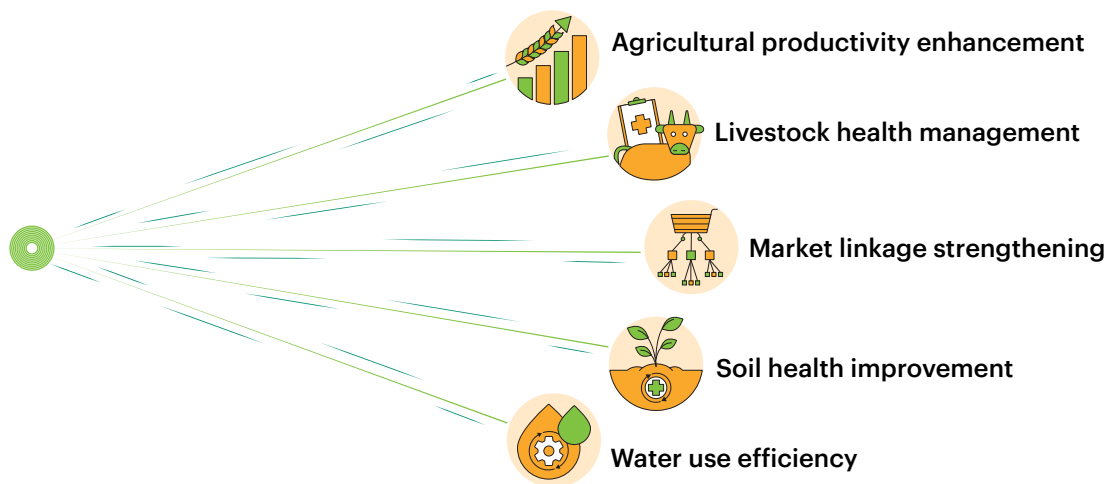 Agricultural productivity enhancement
Livestock health management
Market linkage strengthening
Soil health improvement
Water use efficiency